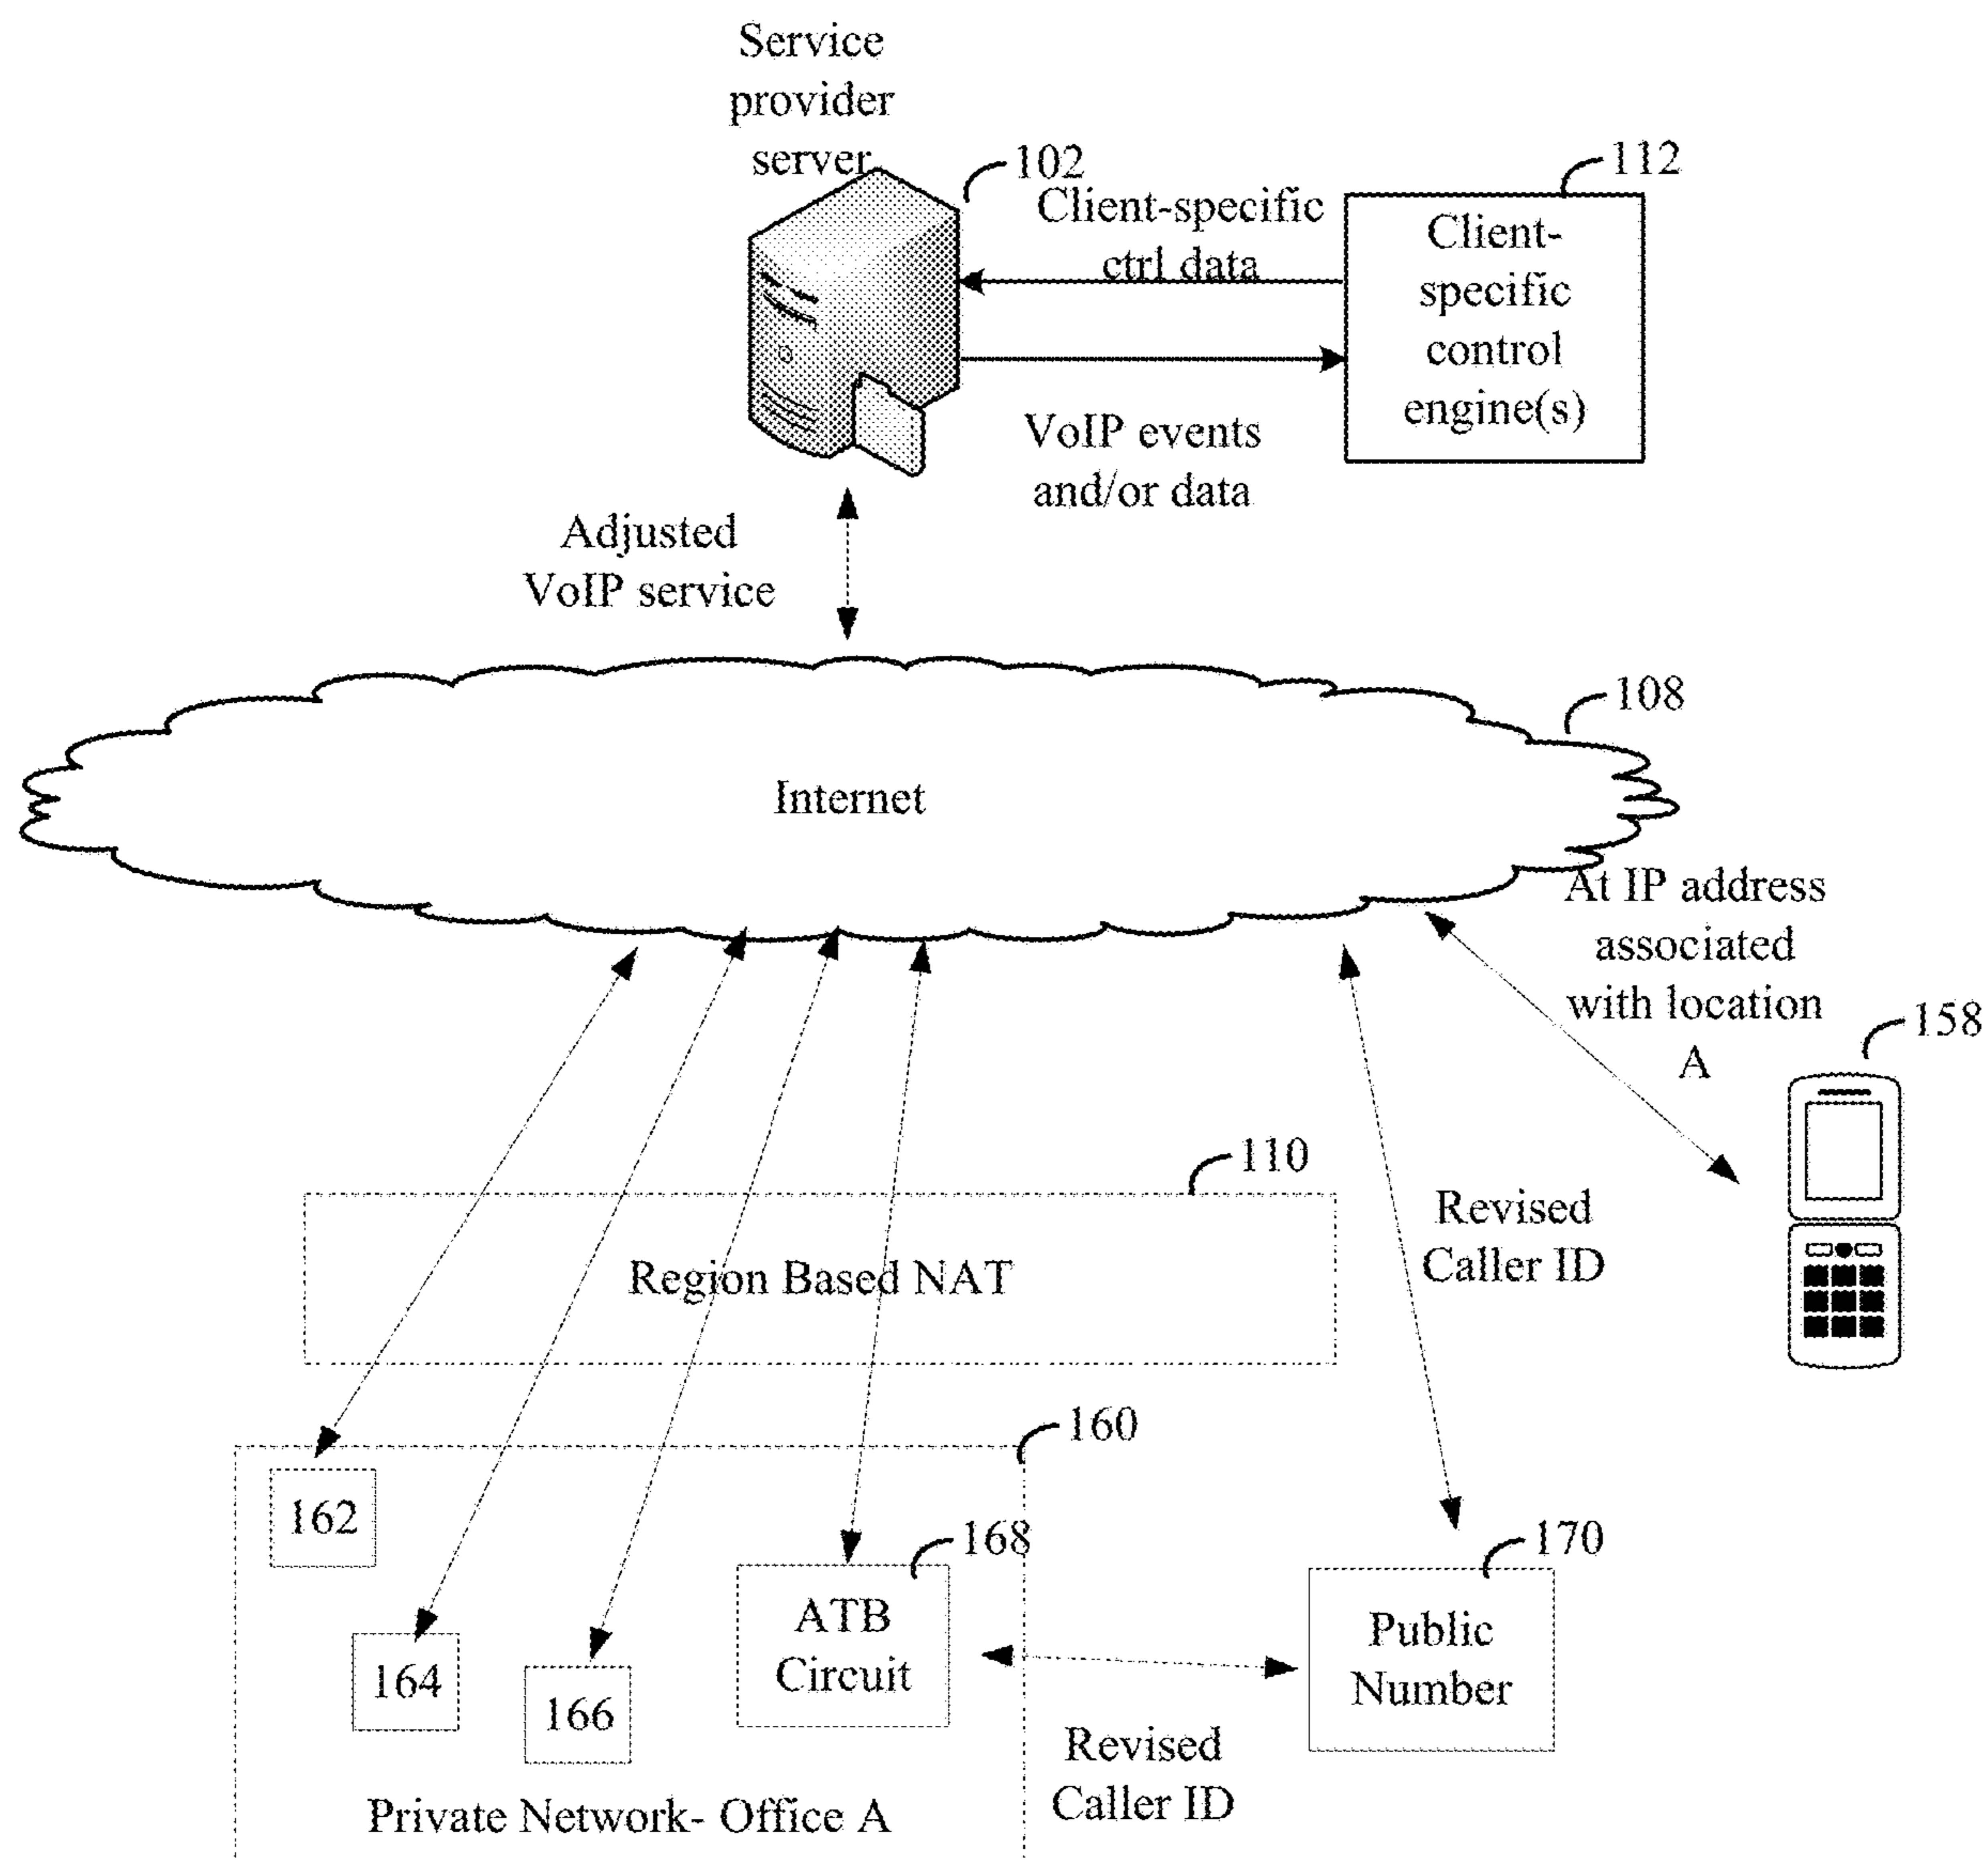 Service
provider
server
102
112
Client-specific
ctrl data
Client-
specific
control
engine(s)
VoIP events
and/or data
Adjusted
VoIP service
108
Internet
At IP address
associated
with location
A
158
110
Region Based NAT
Revised
Caller ID
160
162
164
166
168
ATB
Circuit
170
Public
Number
Revised
Caller ID
Private Network- Office A